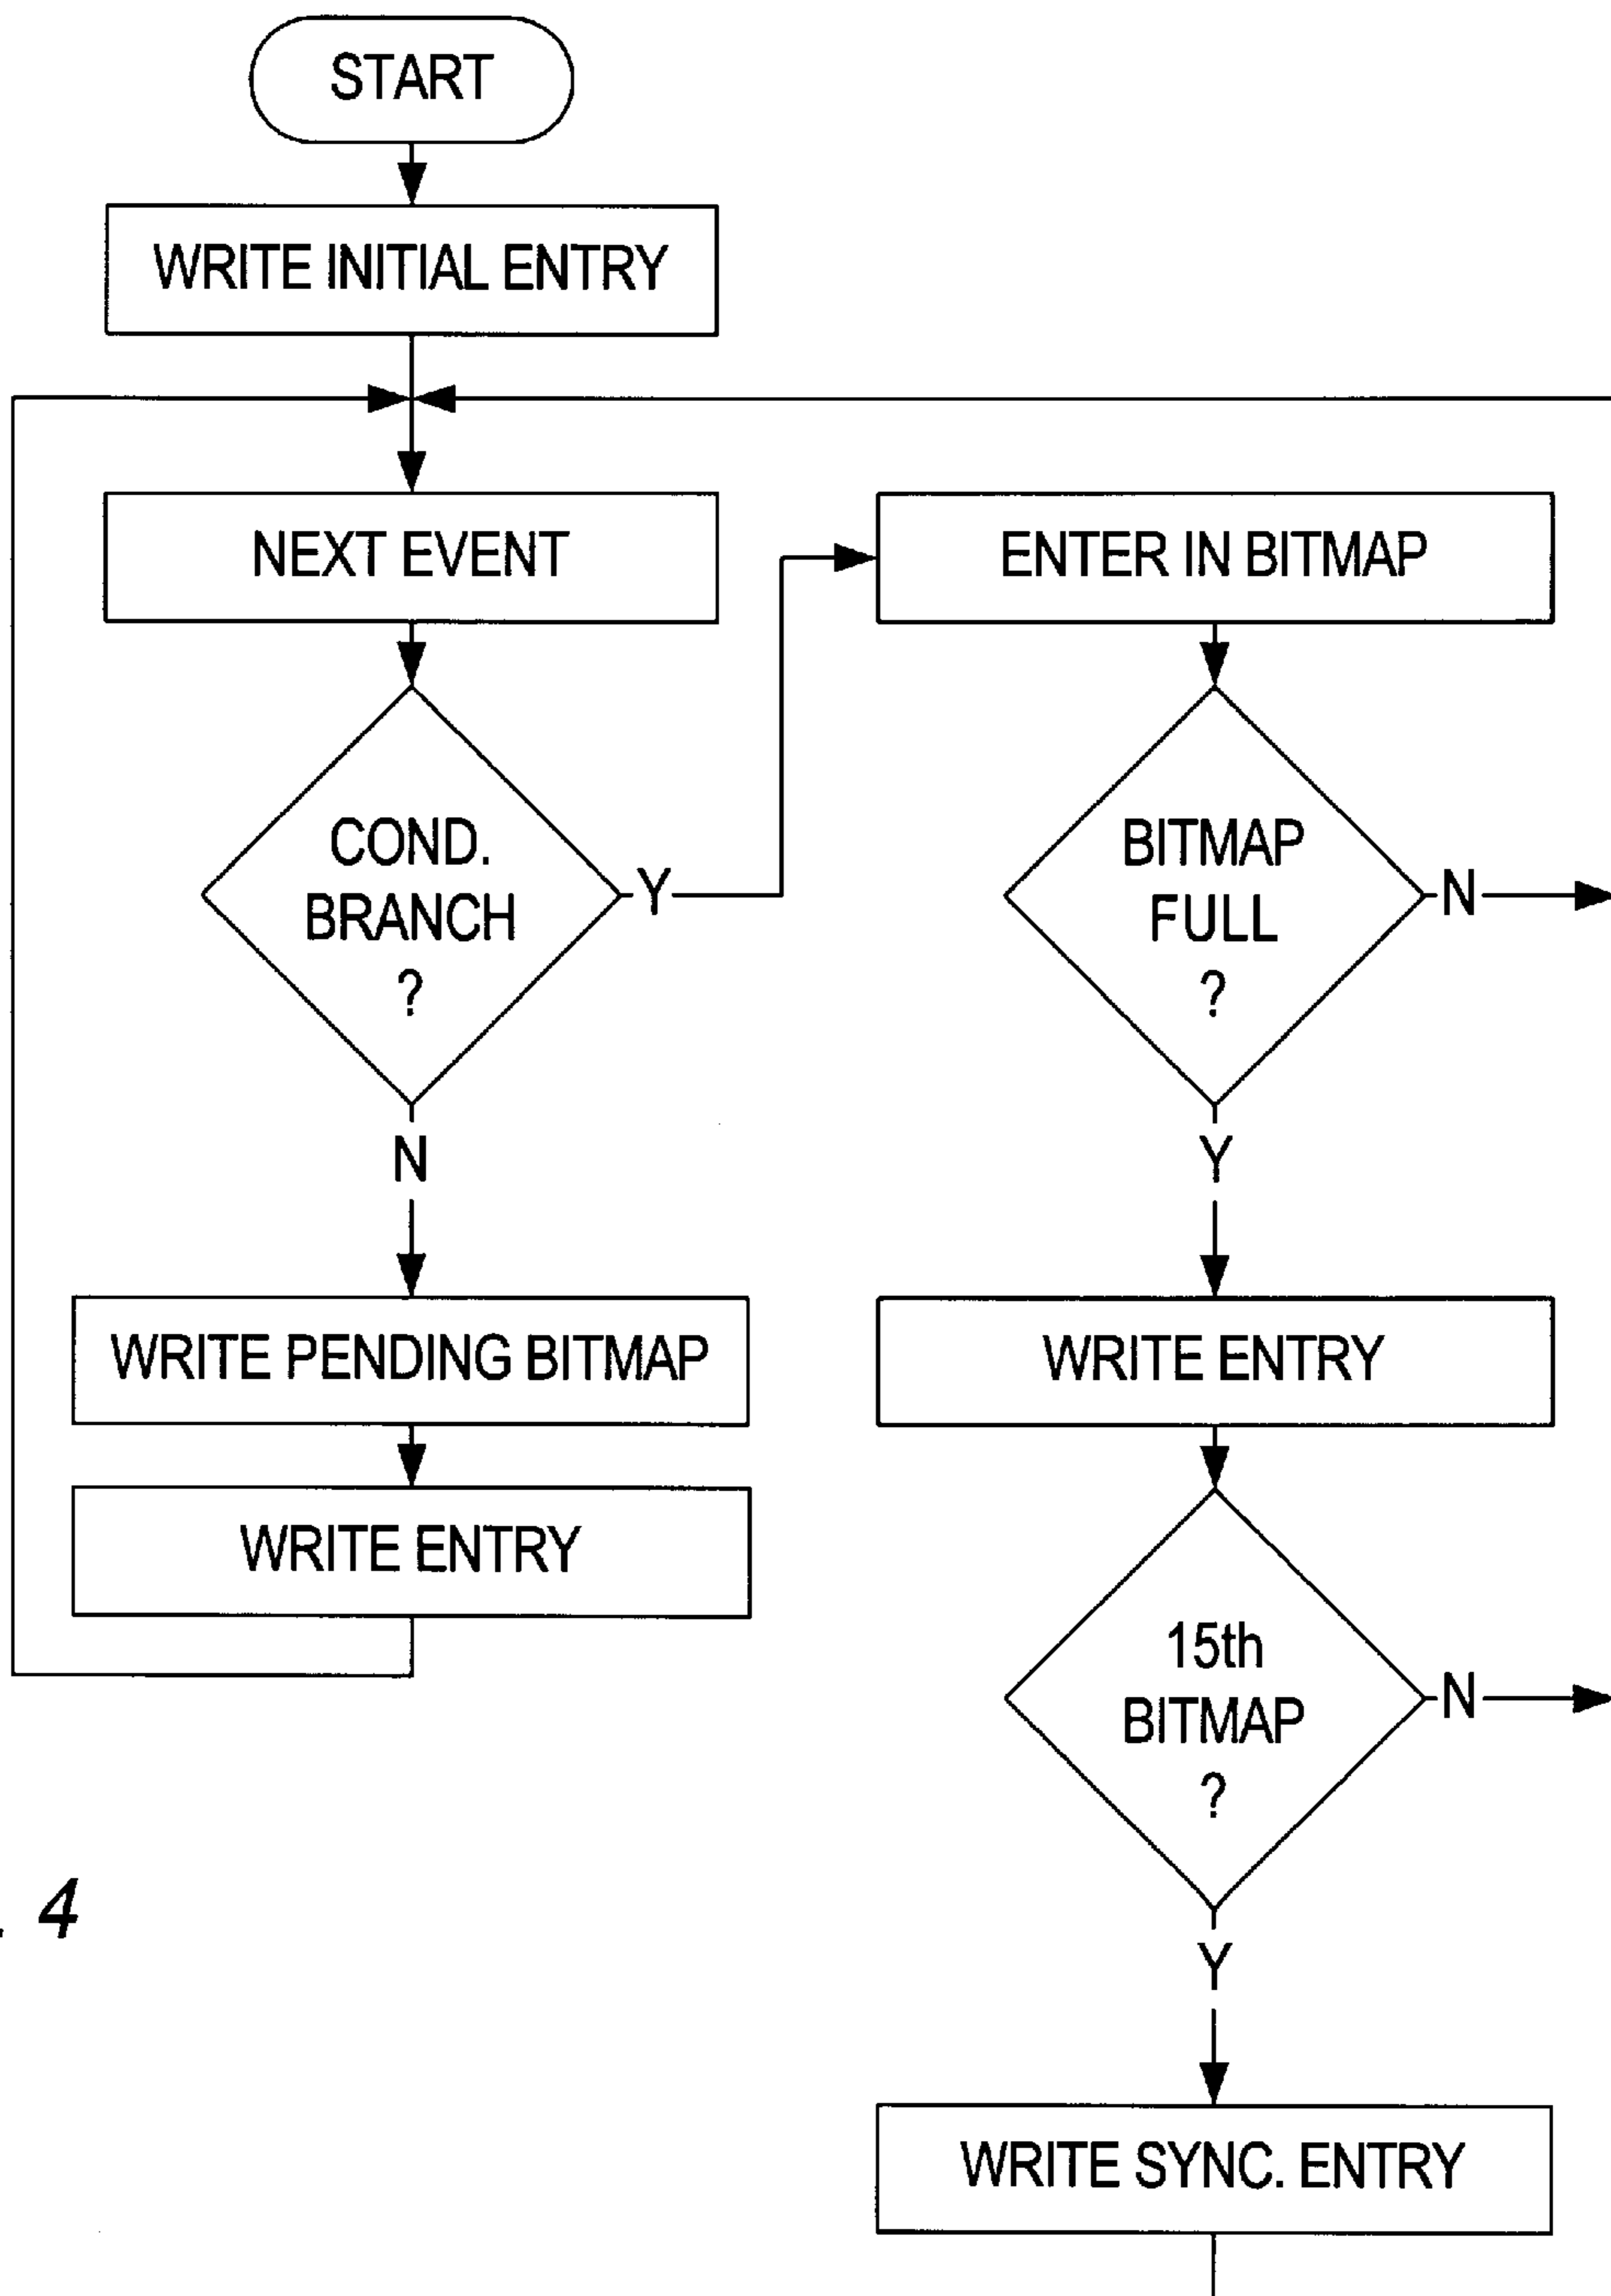 START
WRITE INITIAL ENTRY
NEXT EVENT
COND.
BRANCH
?
Y
N
WRITE PENDING BITMAP
WRITE ENTRY
ENTER IN BITMAP
BITMAP
FULL
?
N
Y
WRITE ENTRY
15th
BITMAP
?
N
Y
WRITE SYNC. ENTRY
. 4